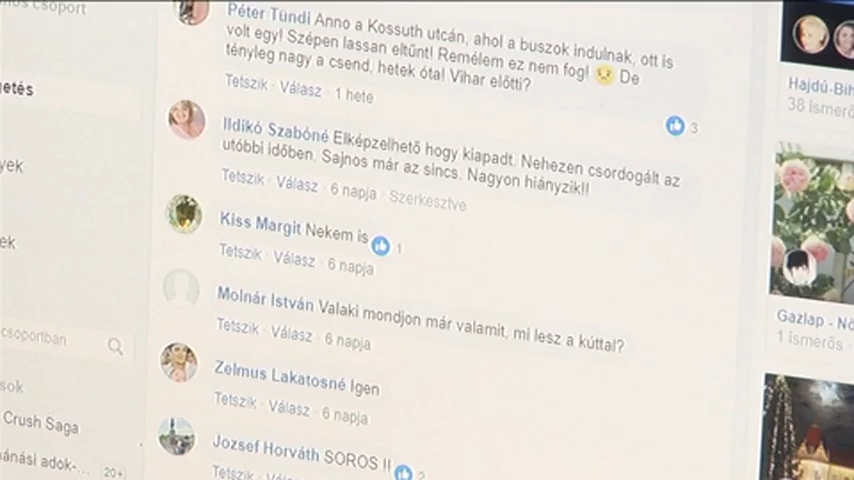 csoport
Péter Tündi Anno a Kossuth utcán, ahol a buszok indulnak, ott is
volt egy! Szépen lassan eltűnt! Remélem ez nem fog! De
tényleg nagy a csend, hetek óta! Vihar előtti?
Tetszik · Válasz · 1 hete
3
Ildikó Szabóné Elképzelhető hogy kiapadt. Nehezen csordogált az
utóbbi időben. Sajnos már az sincs. Nagyon hiányzik!!
Tetszik · Válasz · 6 napja · Szerkesztve
Kiss Margit Nekem is
1
Tetszik · Válasz · 6 napja
Molnár István Valaki mondjon már valamit, mi lesz a kúttal?
Tetszik · Válasz · 6 napja
Zelmus Lakatosné Igen
Tetszik · Válasz · 6 napja
Jozsef Horváth SOROS !!
2
Tetszik
csoportban
Crush Saga
adok-...
20+
Hajdú-Bih
38 ismerő
Gazlap - Nö
1 ismerős